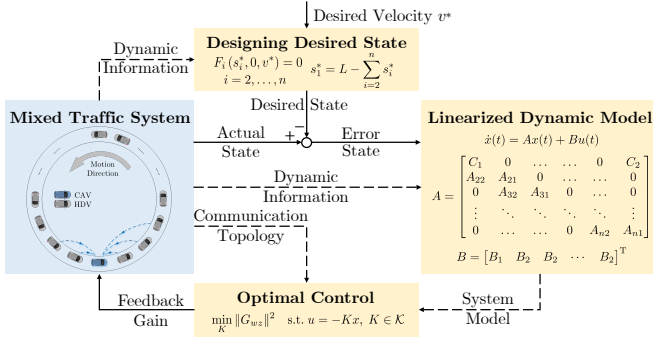 Desired Velocity v*
Designing Desired State
F_i(s_i^*, 0, v^*) = 0
i = 2, ..., n
s_1^* = L − ∑_{i=2}^{n} s_i^*
Dynamic
Information
Desired State
Mixed Traffic System
Motion
Direction
CAV
HDV
Actual
State
+
−
Error
State
Dynamic
Information
Communication
Topology
Linearized Dynamic Model
ẋ(t) = Ax(t) + Bu(t)
A =
C_1 0 … … 0 C_2
A_22 A_21 0 … … 0
0 A_32 A_31 0 … 0
⋮ ⋱ ⋱ ⋱ ⋱ ⋮
0 … … 0 A_n2 A_n1
B = [B_1 B_2 B_2 ⋯ B_2]^T
Feedback
Gain
Optimal Control
min_K ‖G_wz‖² s.t. u = −Kx, K ∈ 𝒦
System
Model